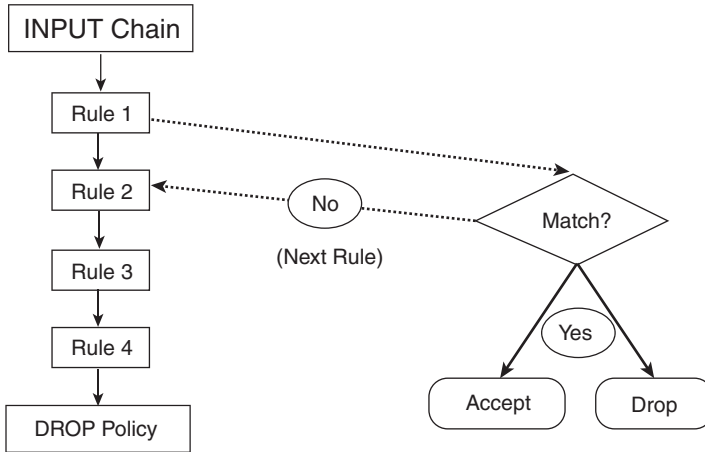 INPUT Chain
Rule 1
Rule 2
No
Match?
(Next Rule)
Rule 3
Yes
Rule 4
Accept
Drop
DROP Policy